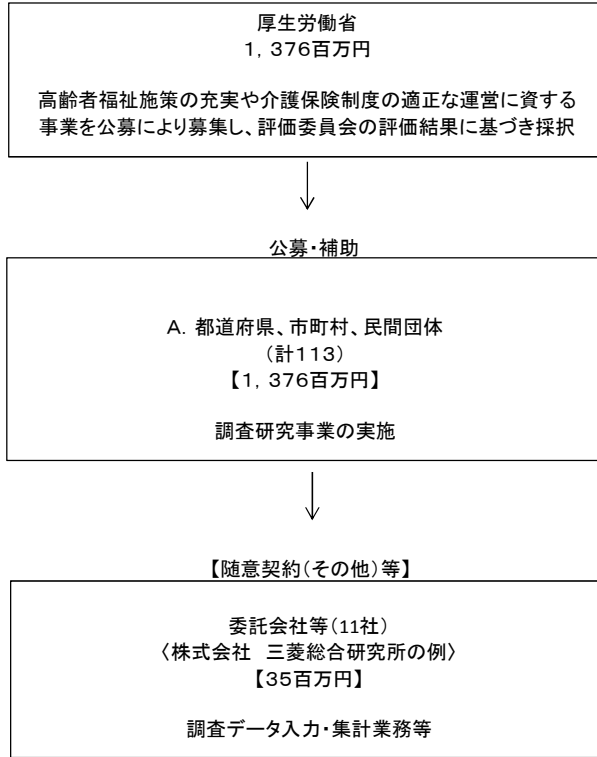 厚生労働省
1,376百万円
高齢者福祉施策の充実や介護保険制度の適正な運営に資する
事業を公募により募集し、評価委員会の評価結果に基づき採択
公募・補助
A. 都道府県、市町村、民間団体
(計113)
【1,376百万円】
調査研究事業の実施
【随意契約(その他)等】
委託会社等(11社)
〈株式会社 三菱総合研究所の例〉
【35百万円】
調査データ入力・集計業務等